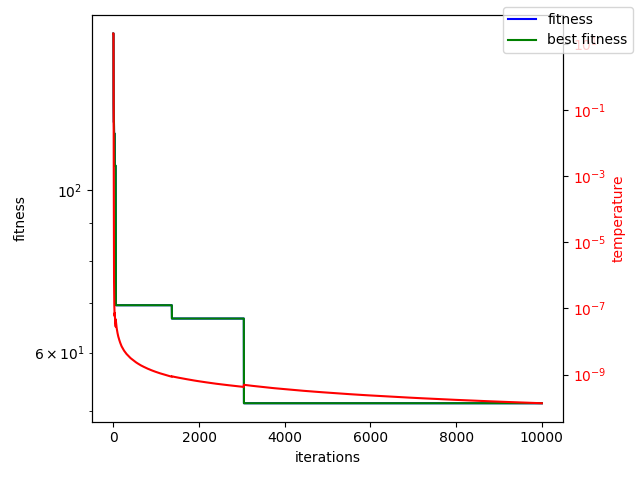 fitness
best fitness
10²
6 × 10¹
fitness
10⁻¹
10⁻³
10⁻⁵
10⁻⁷
10⁻⁹
temperature
0
2000
4000
6000
8000
10000
iterations